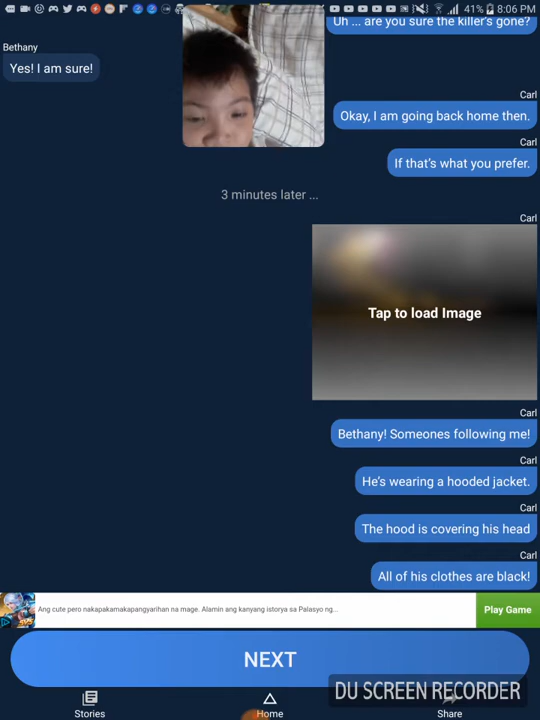 41% 8:06 PM
Uh ... are you sure the killer's gone?
Bethany
Yes! I am sure!
Carl
Okay, I am going back home then.
Carl
If that's what you prefer.
3 minutes later ...
Carl
Tap to load Image
Carl
Bethany! Someones following me!
Carl
He's wearing a hooded jacket.
Carl
The hood is covering his head
Carl
All of his clothes are black!
Ang cute pero nakapakamakapangyarihan na mage. Alamin ang kanyang istorya sa Palasyo ng...
Play Game
NEXT
DU SCREEN RECORDER
Stories
Home
Share